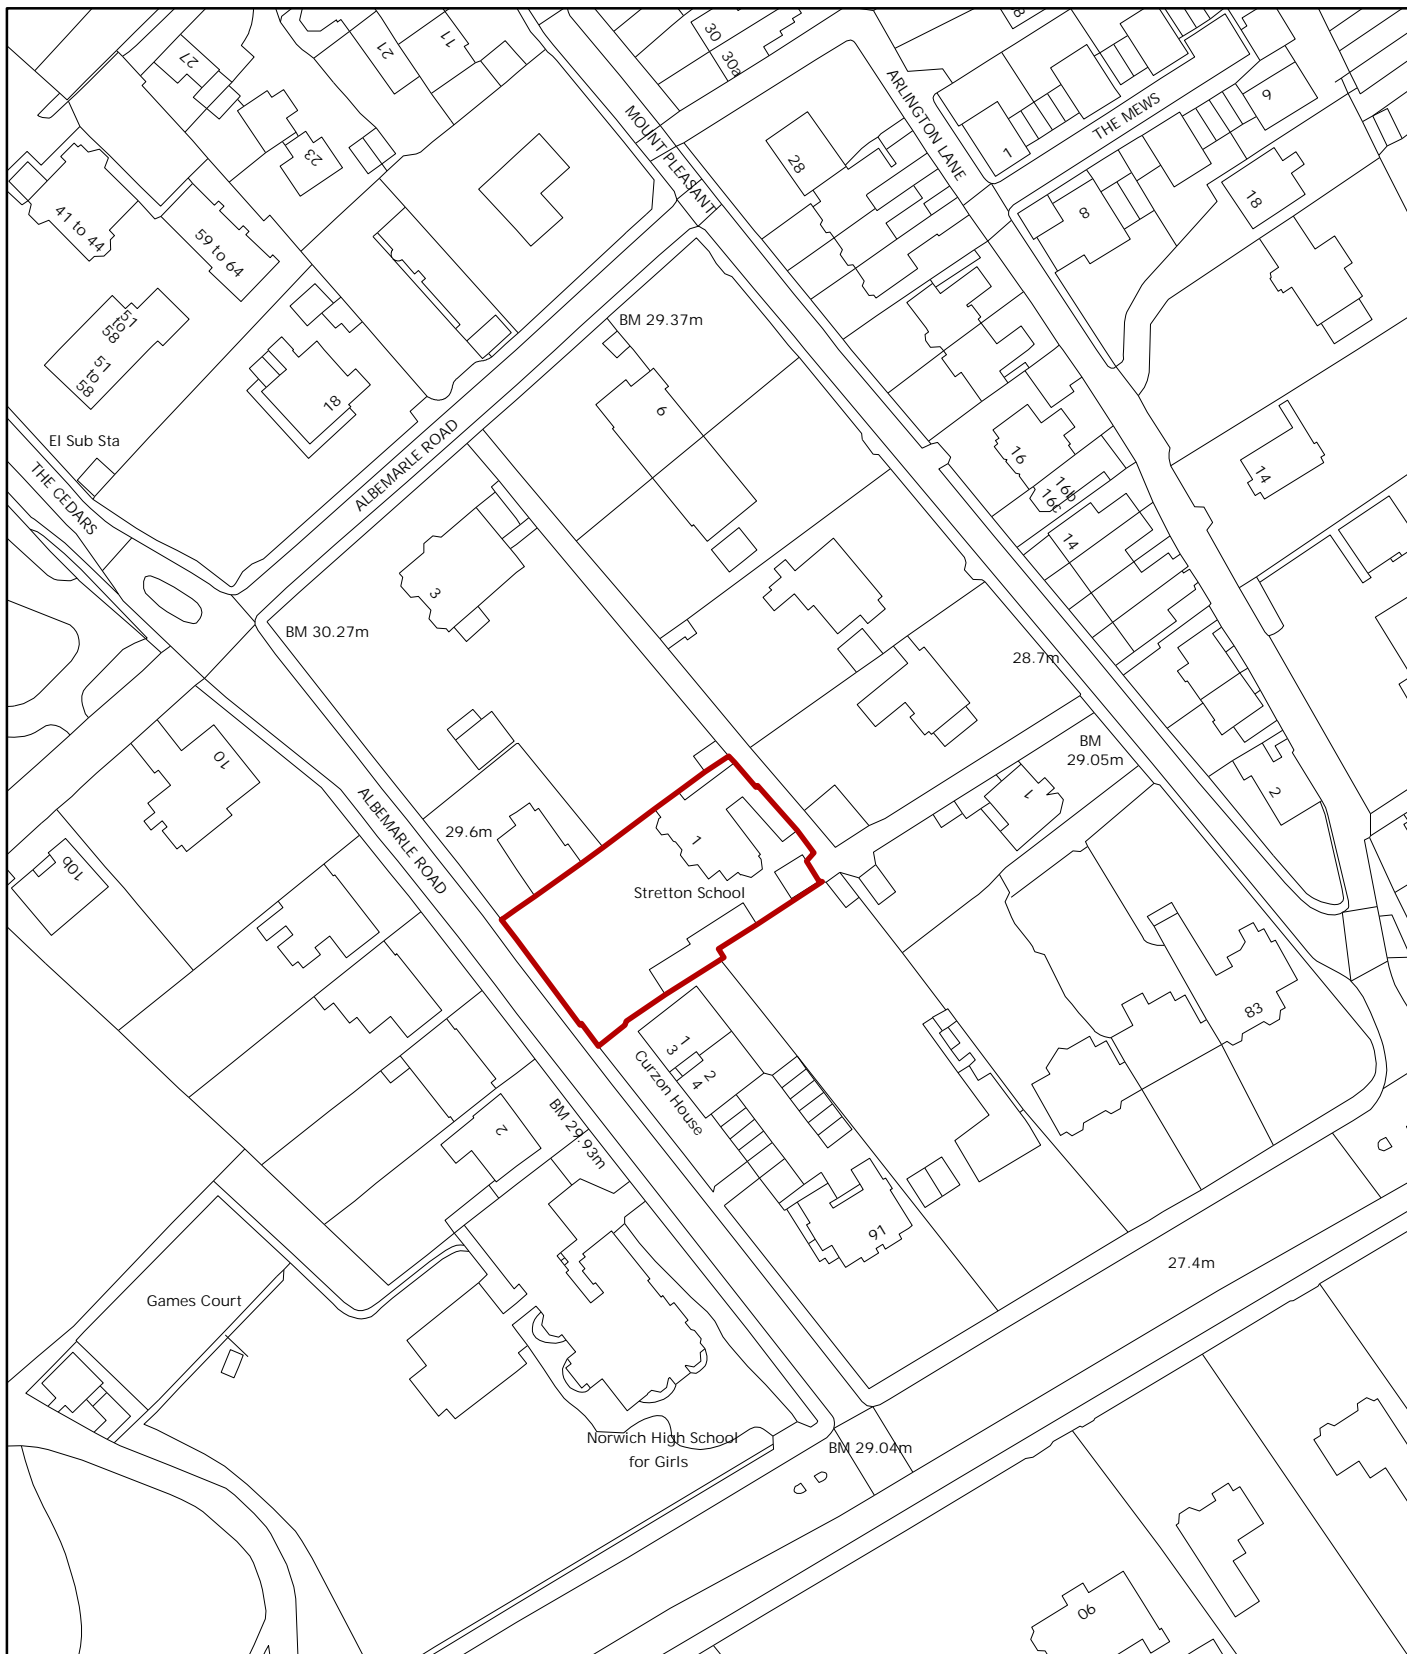 27
21
11
30
30a
8
ARLINGTON LANE
THE MEWS
9
MOUNT PLEASANT
28
1
23
41 to 44
59 to 64
8
18
51
to
58
51
to
58
BM 29.37m
18
6
El Sub Sta
ALBEMARLE ROAD
THE CEDARS
16
16b
16c
14
14
3
BM 30.27m
28.7m
BM
29.05m
10
ALBEMARLE ROAD
1
2
29.6m
1
10b
Stretton School
83
1
3
2
4
Curzon House
BM 29.93m
2
91
27.4m
Games Court
Norwich High School
for Girls
BM 29.04m
90